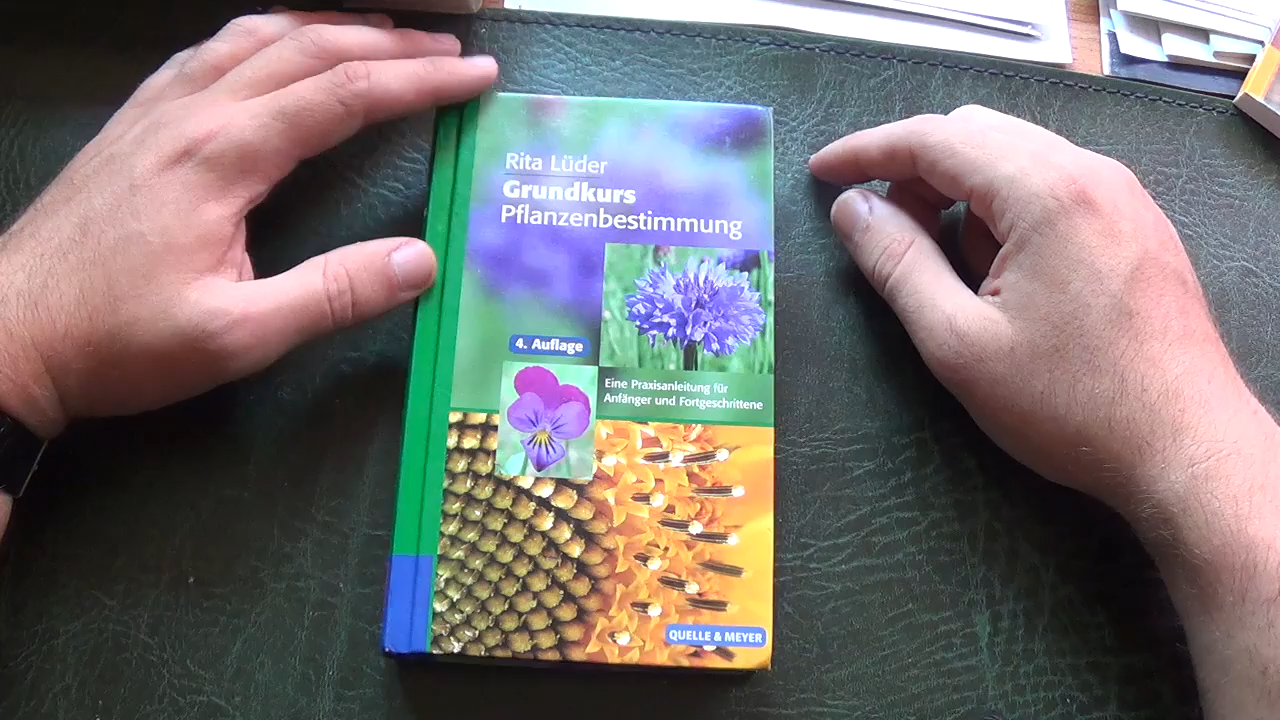 Rita Lüder
Grundkurs
Pflanzenbestimmung
4. Auflage
Eine Praxisanleitung für
Anfänger und Fortgeschrittene
QUELLE & MEYER